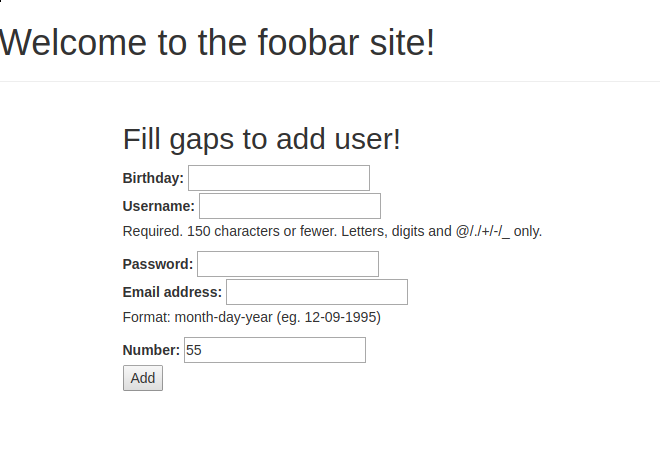 Welcome to the foobar site!
Fill gaps to add user!
Birthday:
Username:
Required. 150 characters or fewer. Letters, digits and @/./+/-/_ only.
Password:
Email address:
Format: month-day-year (eg. 12-09-1995)
Number: 55
Add